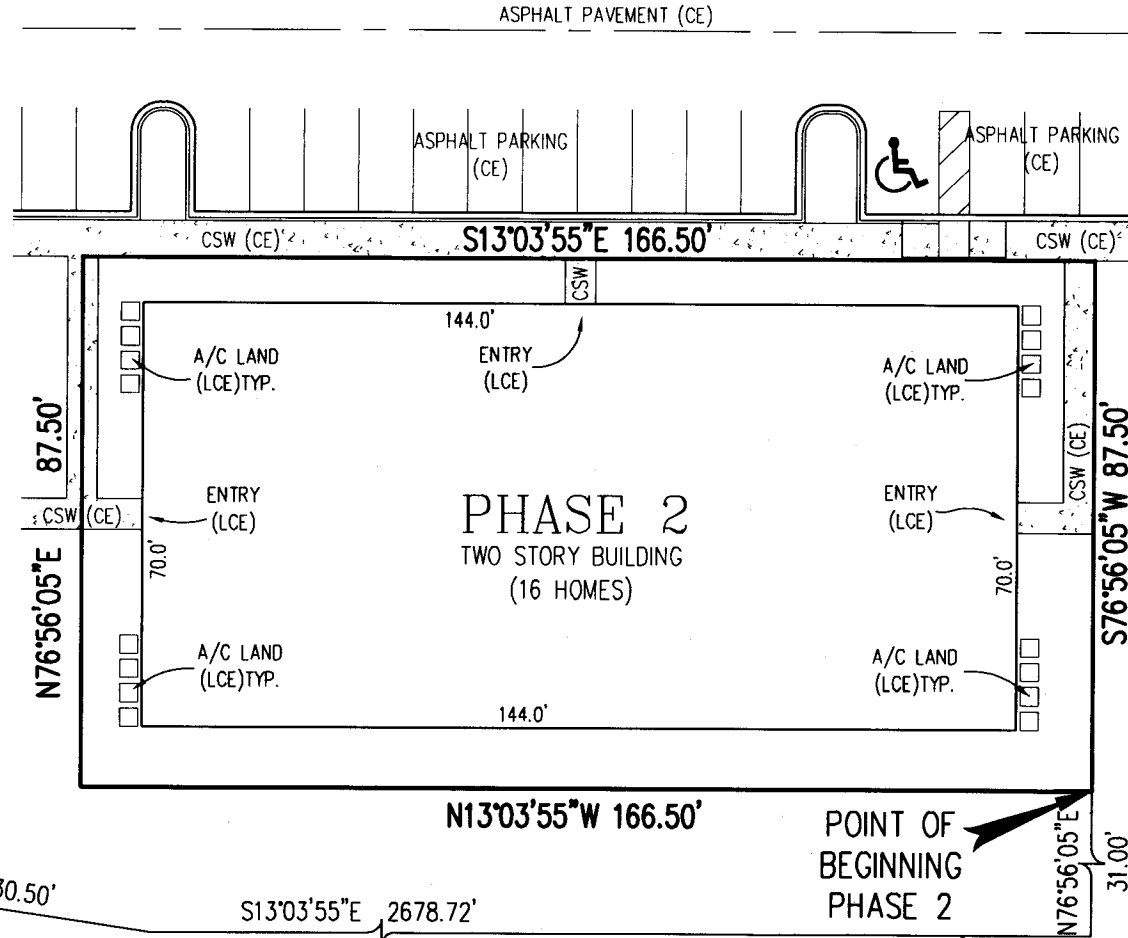 ASPHALT PAVEMENT (CE)
ASPHALT PARKING
(CE)
ASPHALT PARKING
(CE)
CSW (CE)
S13°03'55"E 166.50'
CSW (CE)
CSW
144.0'
A/C LAND
(LCE)TYP.
ENTRY
(LCE)
A/C LAND
(LCE)TYP.
N76°56'05"E 87.50'
CSW (CE)
S76°56'05"W 87.50'
CSW (CE)
ENTRY
(LCE)
ENTRY
(LCE)
PHASE 2
TWO STORY BUILDING
(16 HOMES)
70.0'
70.0'
A/C LAND
(LCE)TYP.
A/C LAND
(LCE)TYP.
144.0'
N13°03'55"W 166.50'
POINT OF
BEGINNING
PHASE 2
N76°56'05"E
31.00'
30.50'
S13°03'55"E 2678.72'